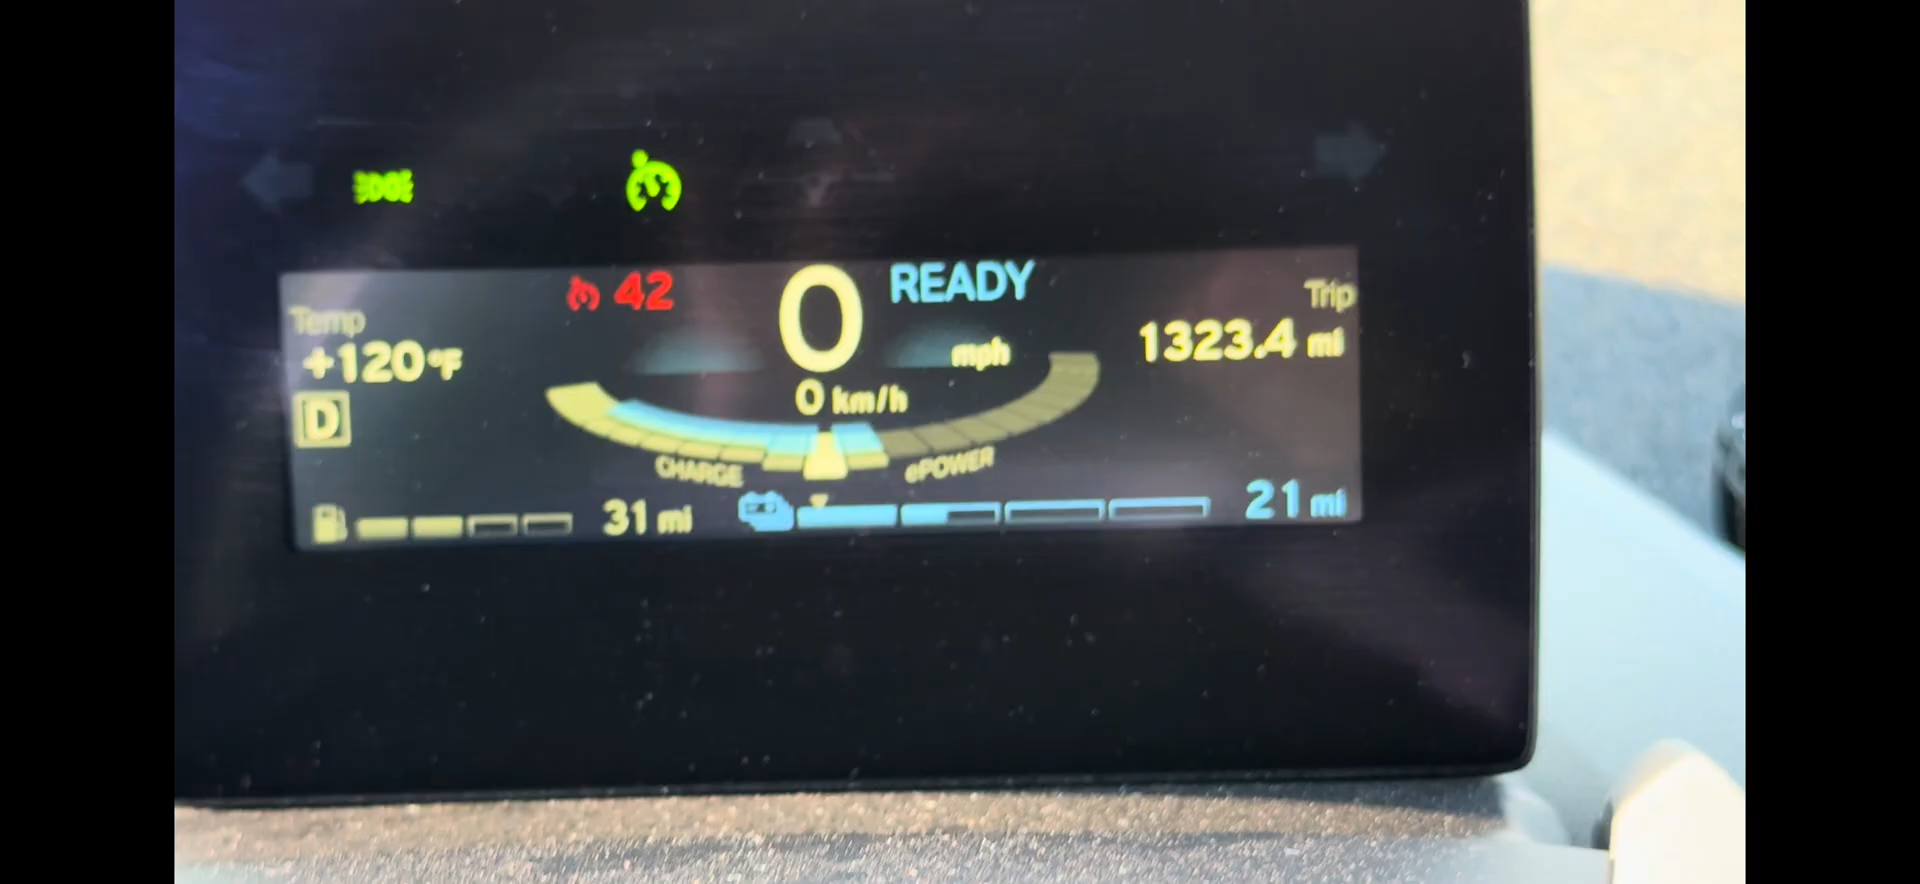 42
0
READY
mph
Trip
1323.4 mi
Temp
+120°F
0 km/h
D
CHARGE
ePOWER
31 mi
21 mi